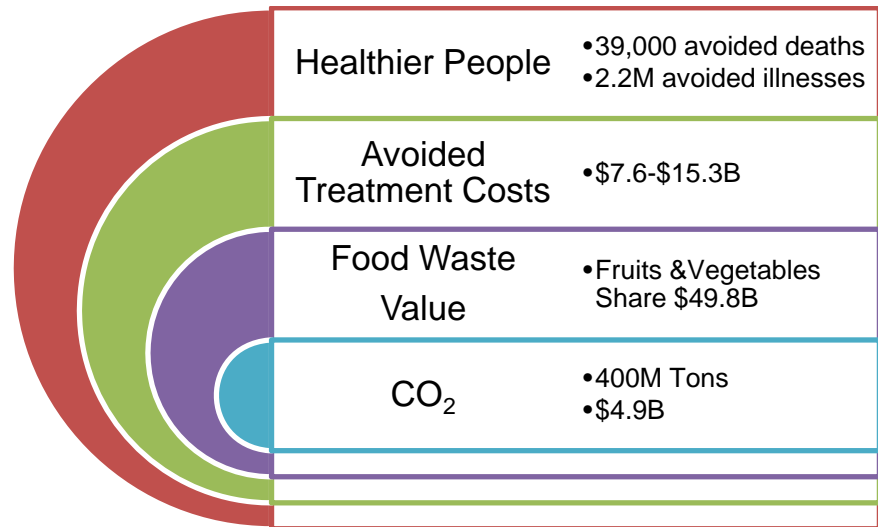 Healthier People
•39,000 avoided deaths
•2.2M avoided illnesses
Avoided
Treatment Costs
•$7.6-$15.3B
Food Waste
Value
•Fruits &Vegetables
Share $49.8B
CO₂
•400M Tons
•$4.9B